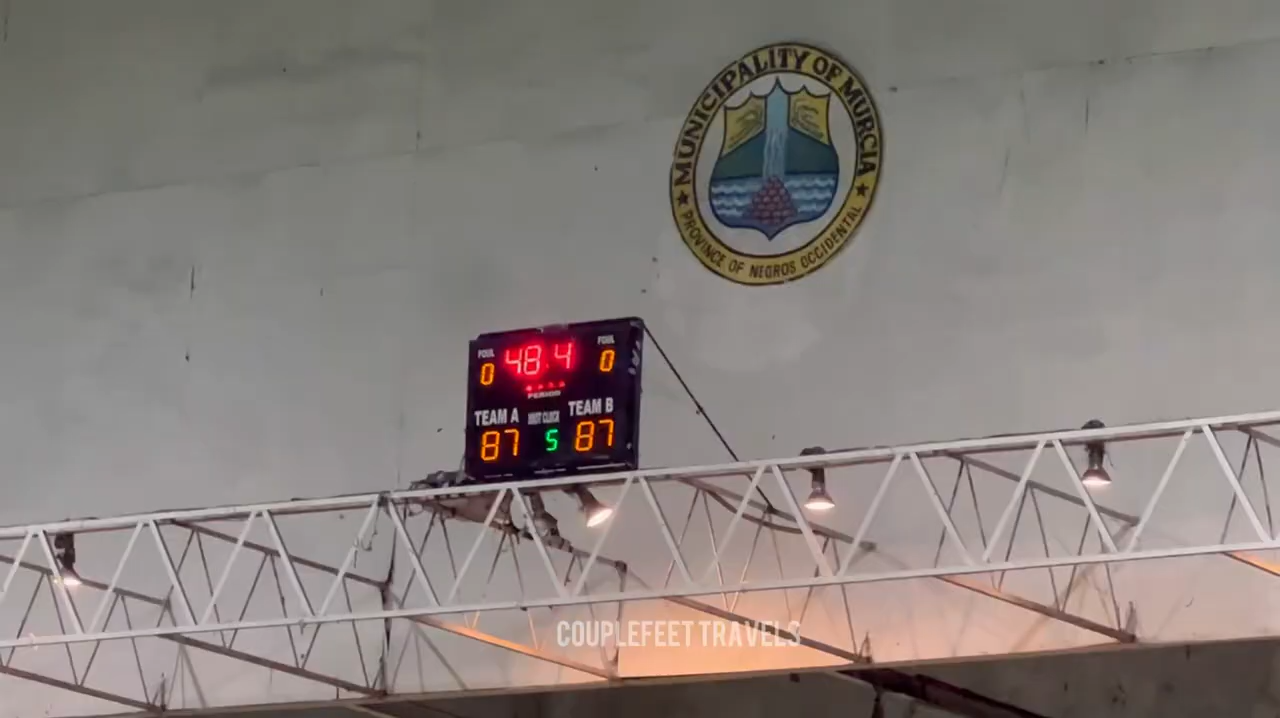 MUNICIPALITY OF MURCIA
★ PROVINCE OF NEGROS OCCIDENTAL ★
FOUL 48.4 FOUL
0 0
PERIOD
TEAM A SHOT CLOCK TEAM B
87 5 87
COUPLEFEET TRAVELS